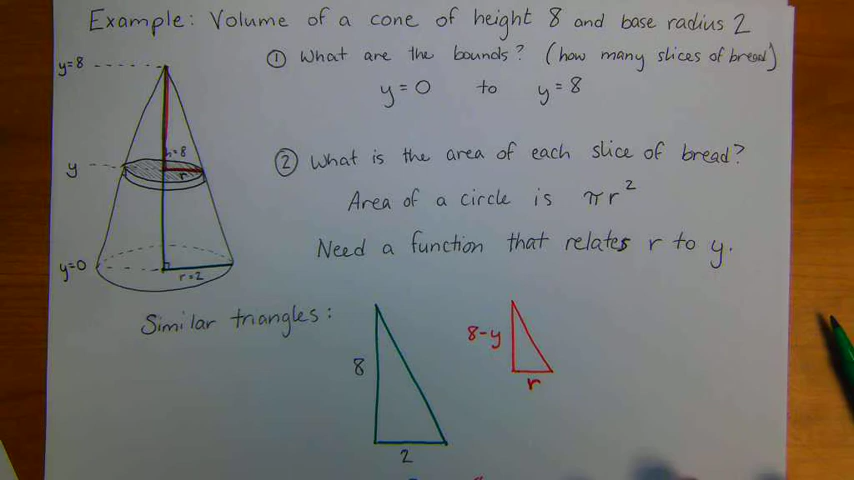 Example: Volume of a cone of height 8 and base radius 2
① What are the bounds? (how many slices of bread)
y=0 to y=8
y=8
h=8
y
r
② What is the area of each slice of bread?
Area of a circle is πr²
Need a function that relates r to y.
y=0
r=2
Similar triangles:
8
2
8-y
r